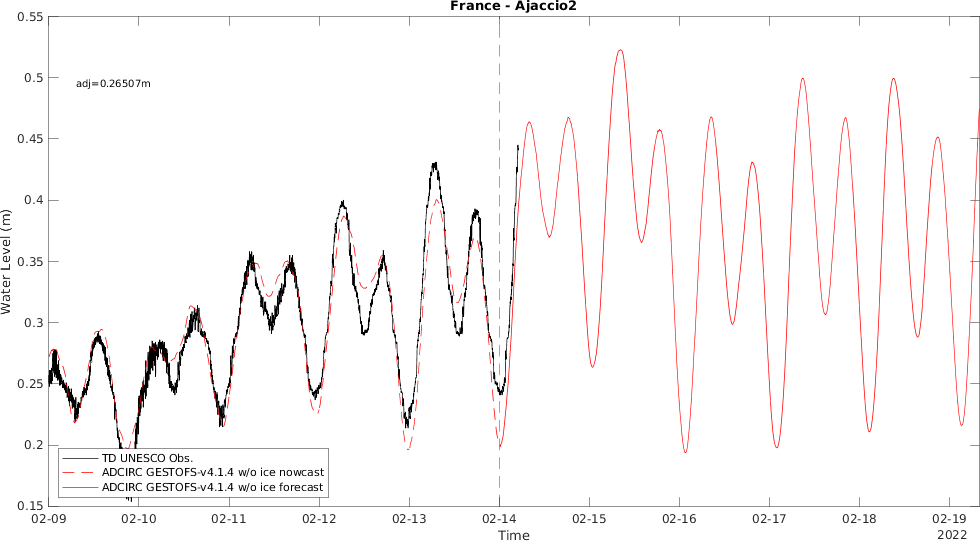 France - Ajaccio2
0.55
0.5
0.45
0.4
0.35
0.3
0.25
0.2
0.15
Water Level (m)
adj=0.26507m
TD UNESCO Obs.
ADCIRC GESTOFS-v4.1.4 w/o ice nowcast
ADCIRC GESTOFS-v4.1.4 w/o ice forecast
02-09 02-10 02-11 02-12 02-13 02-14 02-15 02-16 02-17 02-18 02-19
2022
Time